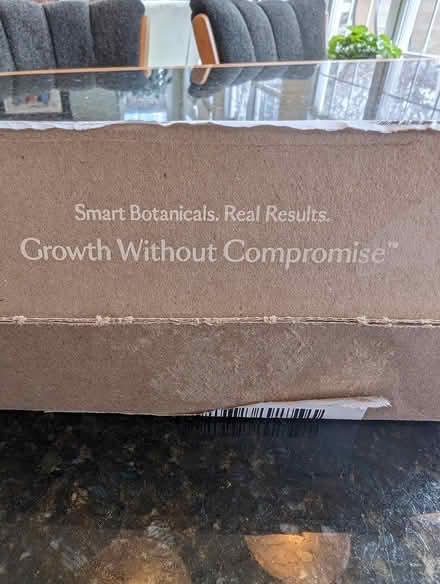 Smart Botanicals. Real Results.
Growth Without Compromise™